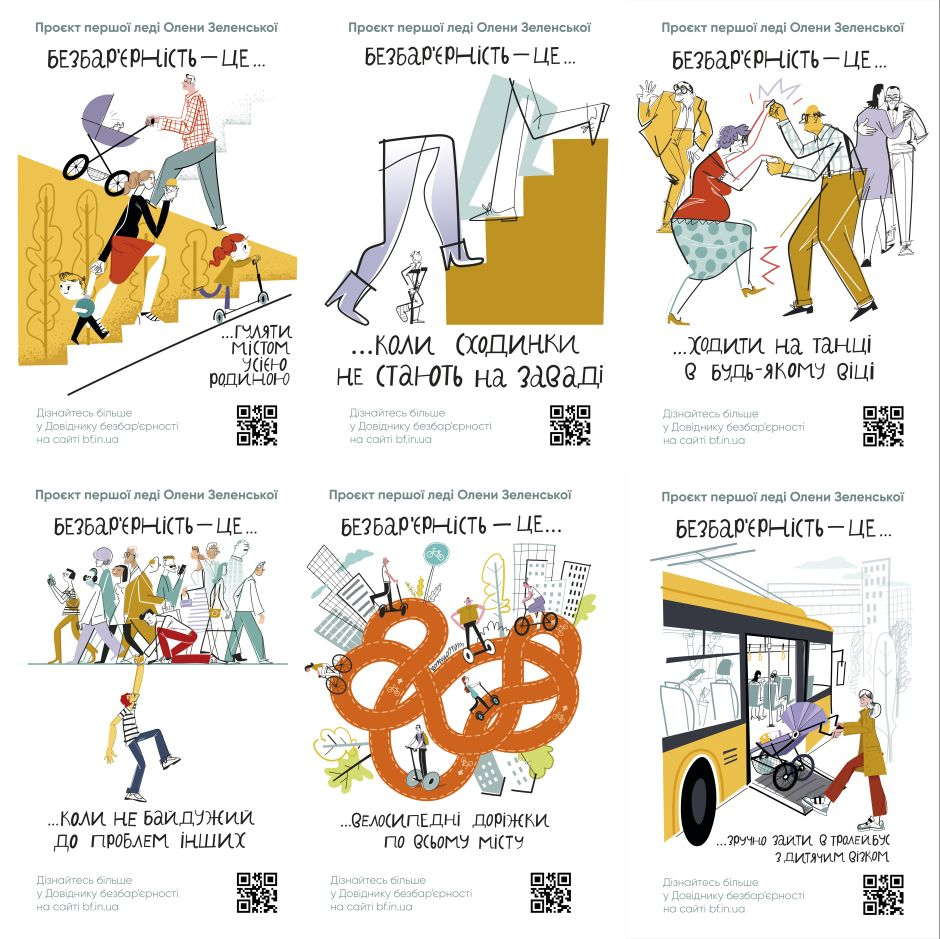 Проєкт першої леді Олени Зеленської
БЕЗБАР'ЄРНІСТЬ – ЦЕ...
...ГУЛЯТИ
МІСТОМ
УСІЄЮ
РОДИНОЮ
Дізнайтесь більше
у Довіднику безбар'єрності
на сайті bf.in.ua
Проєкт першої леді Олени Зеленської
БЕЗБАР'ЄРНІСТЬ – ЦЕ...
...КОЛИ СХОДИНКИ
НЕ СТАЮТЬ НА ЗАВАДІ
Дізнайтесь більше
у Довіднику безбар'єрності
на сайті bf.in.ua
Проєкт першої леді Олени Зеленської
БЕЗБАР'ЄРНІСТЬ – ЦЕ...
...ХОДИТИ НА ТАНЦІ
В БУДЬ-ЯКОМУ ВІЦІ
Дізнайтесь більше
у Довіднику безбар'єрності
на сайті bf.in.ua
Проєкт першої леді Олени Зеленської
БЕЗБАР'ЄРНІСТЬ – ЦЕ...
...КОЛИ НЕ БАЙДУЖИЙ
ДО ПРОБЛЕМ ІНШИХ
Дізнайтесь більше
у Довіднику безбар'єрності
на сайті bf.in.ua
Проєкт першої леді Олени Зеленської
БЕЗБАР'ЄРНІСТЬ – ЦЕ...
...ВЕЛОСИПЕДНІ ДОРІЖКИ
ПО ВСЬОМУ МІСТУ
Дізнайтесь більше
у Довіднику безбар'єрності
на сайті bf.in.ua
Проєкт першої леді Олени Зеленської
БЕЗБАР'ЄРНІСТЬ – ЦЕ...
...ЗРУЧНО ЗАЙТИ В ТРОЛЕЙБУС
З ДИТЯЧИМ ВІЗКОМ
Дізнайтесь більше
у Довіднику безбар'єрності
на сайті bf.in.ua